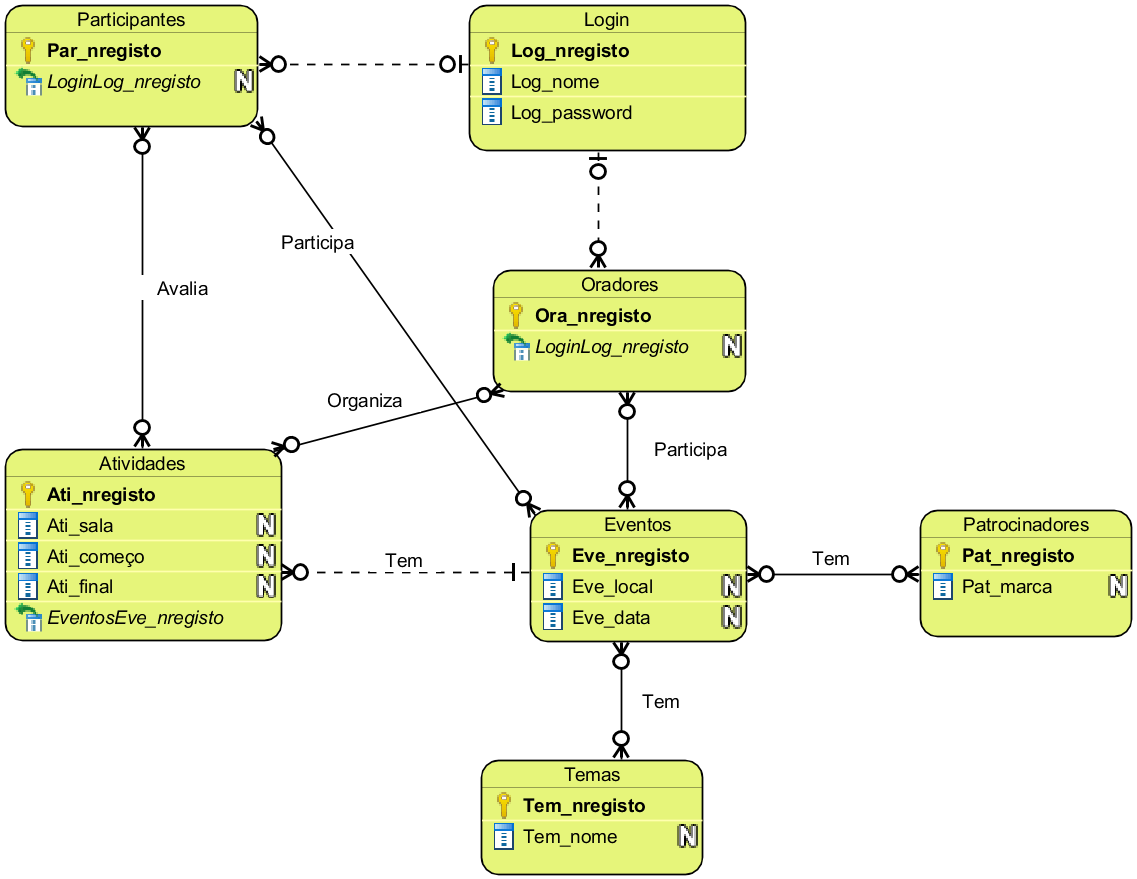 Participantes
Par_nregisto
LoginLog_nregisto N
Login
Log_nregisto
Log_nome
Log_password
Participa
Avalia
Oradores
Ora_nregisto
LoginLog_nregisto N
Organiza
Participa
Atividades
Ati_nregisto
Ati_sala N
Ati_começo N
Ati_final N
EventosEve_nregisto
Tem
Eventos
Eve_nregisto
Eve_local N
Eve_data N
Tem
Patrocinadores
Pat_nregisto
Pat_marca N
Tem
Temas
Tem_nregisto
Tem_nome N